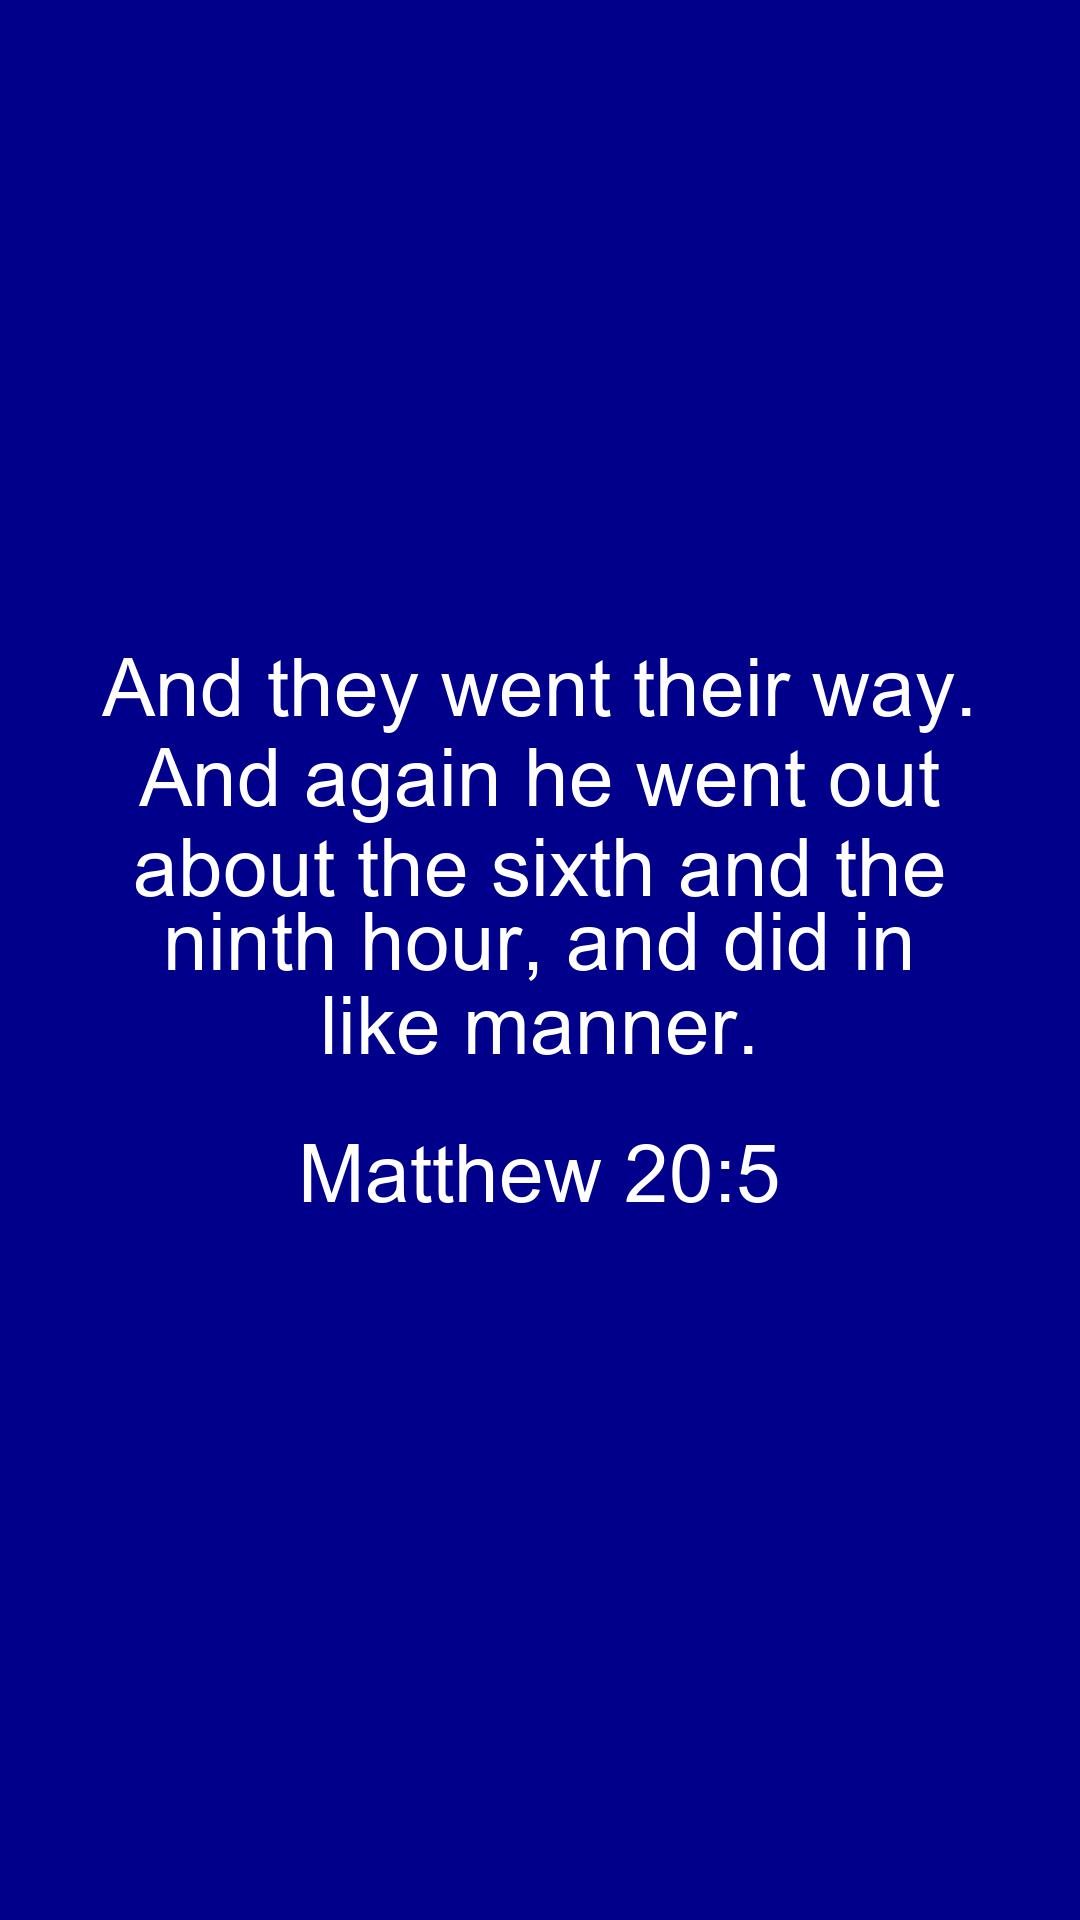 And they went their way.
And again he went out
about the sixth and the
ninth hour, and did in
like manner.
Matthew 20:5